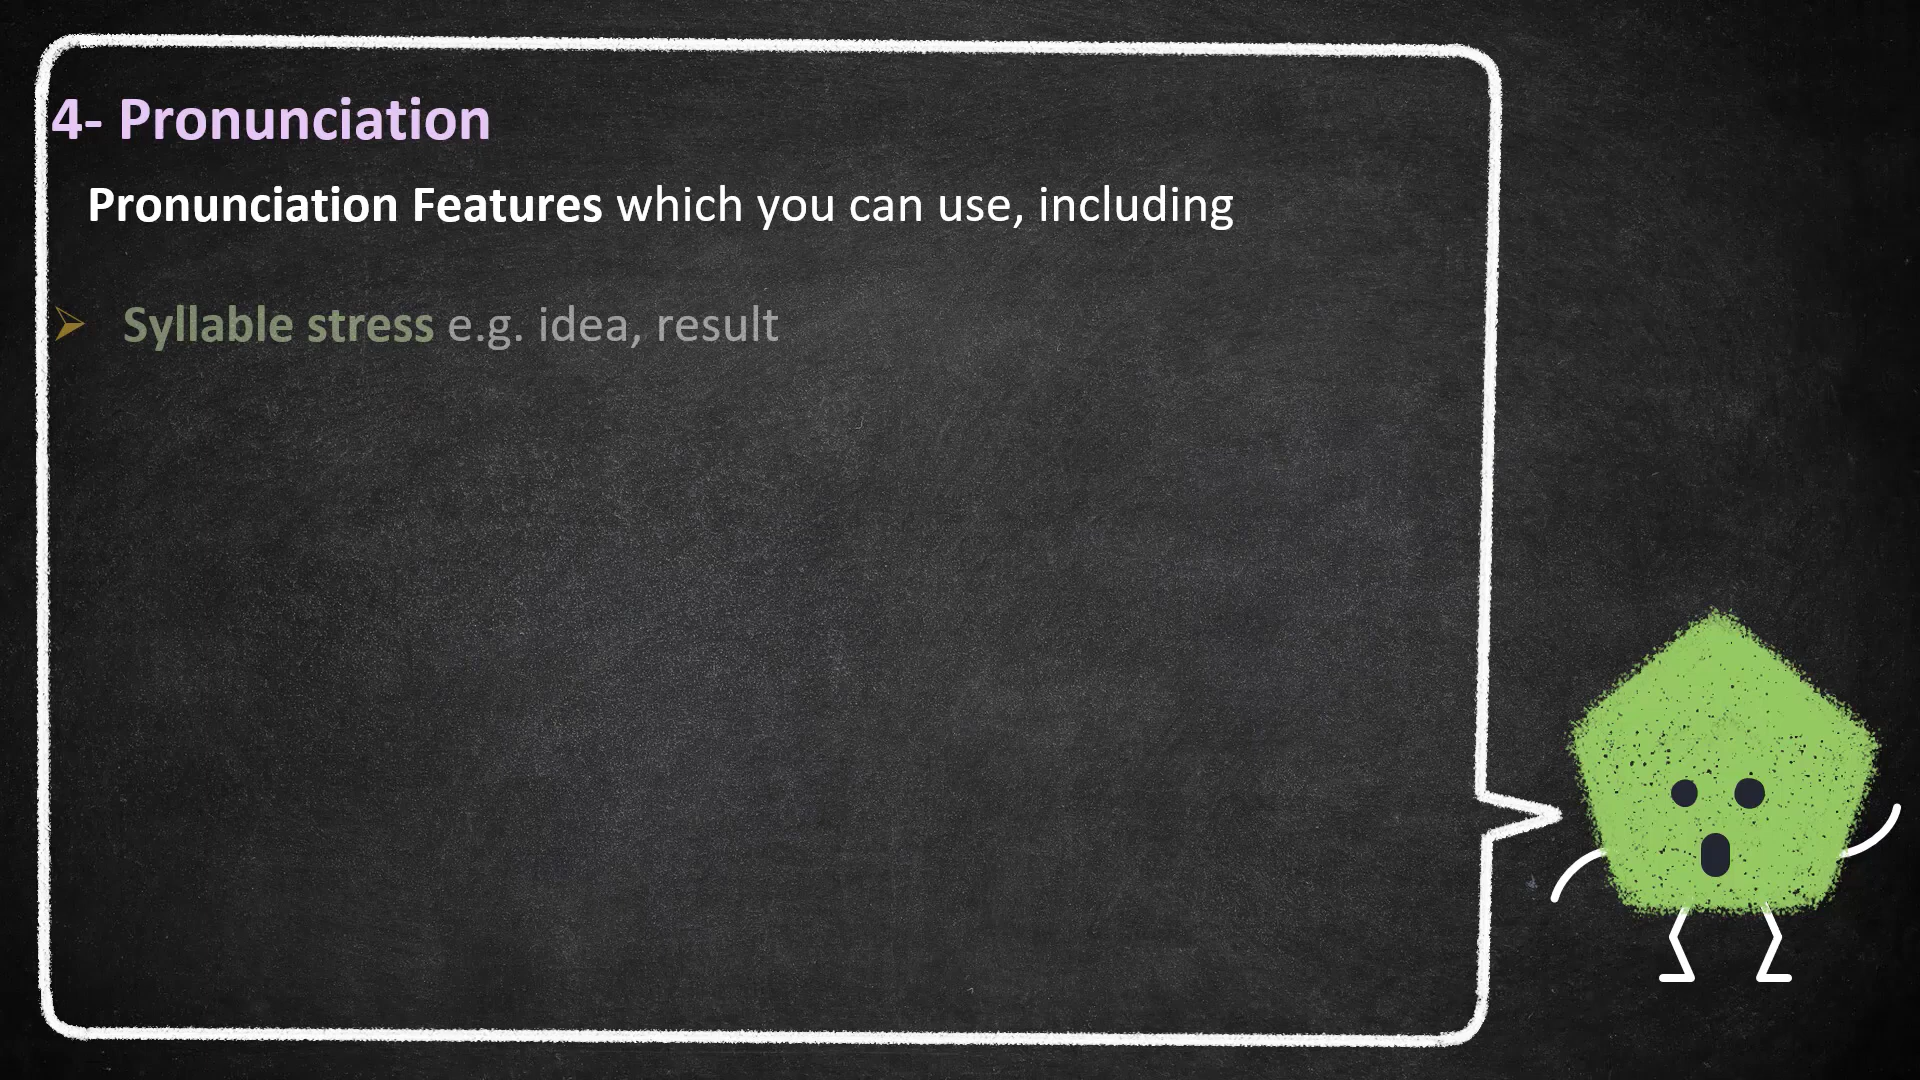 4- Pronunciation
Pronunciation Features which you can use, including
Syllable stress e.g. idea, result